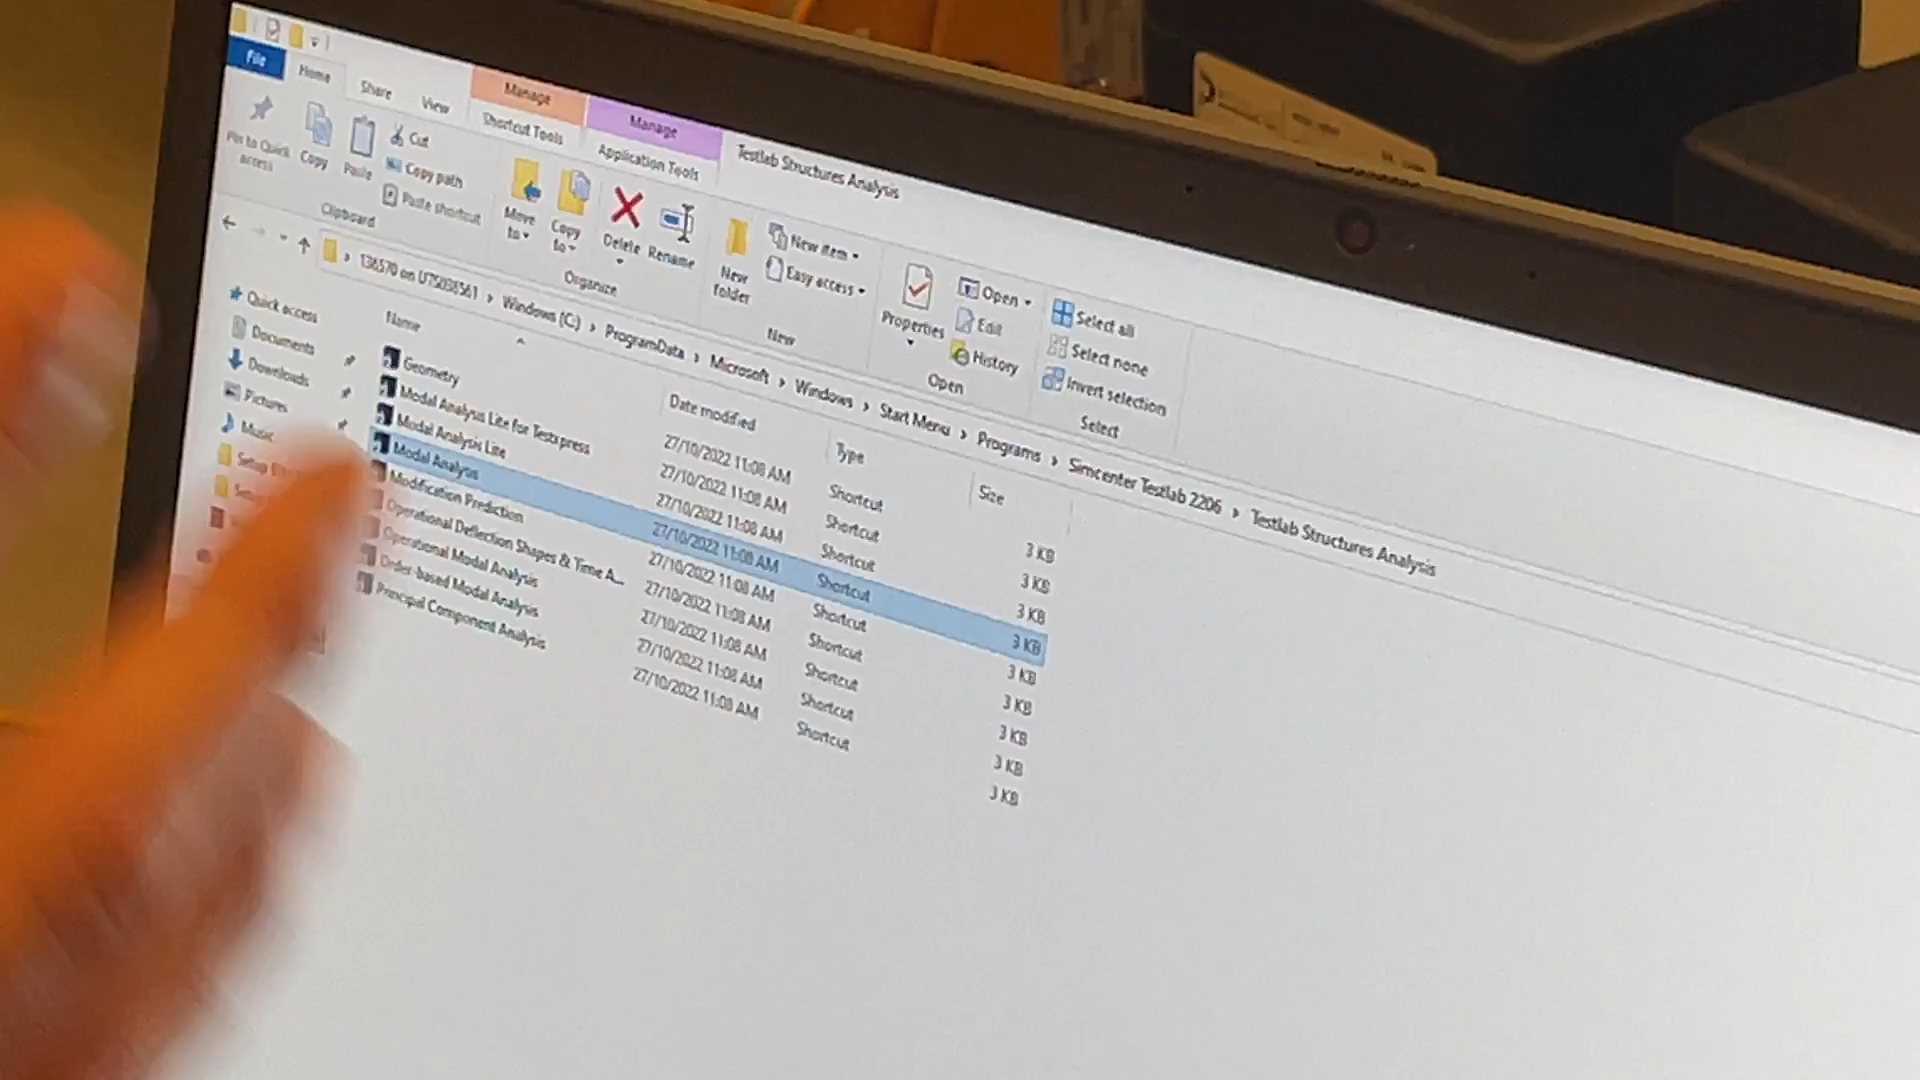 File Home Share View Manage Shortcut Tools Manage Application Tools Testlab Structures Analysis
Pin to Quick access
Copy
Paste
Cut
Copy path
Paste shortcut
Clipboard
Move to
Copy to
Delete
Rename
Organize
New folder
New item
Easy access
New
Properties
Open
Edit
History
Open
Select all
Select none
Invert selection
Select
Windows (C:) > ProgramData > Microsoft > Windows > Start Menu > Programs > Simcenter Testlab 2206 > Testlab Structures Analysis
Quick access
Documents
Downloads
Pictures
Music
Name Date modified Type Size
Geometry 27/10/2022 11:08 AM Shortcut 3 KB
Modal Analysis Lite for Testxpress 27/10/2022 11:08 AM Shortcut 3 KB
Modal Analysis Lite 27/10/2022 11:08 AM Shortcut 3 KB
Modal Analysis 27/10/2022 11:08 AM Shortcut 3 KB
Modification Prediction 27/10/2022 11:08 AM Shortcut 3 KB
Operational Deflection Shapes & Time A... 27/10/2022 11:08 AM Shortcut 3 KB
Operational Modal Analysis 27/10/2022 11:08 AM Shortcut 3 KB
Order-based Modal Analysis 27/10/2022 11:08 AM Shortcut 3 KB
Principal Component Analysis 27/10/2022 11:08 AM Shortcut 3 KB